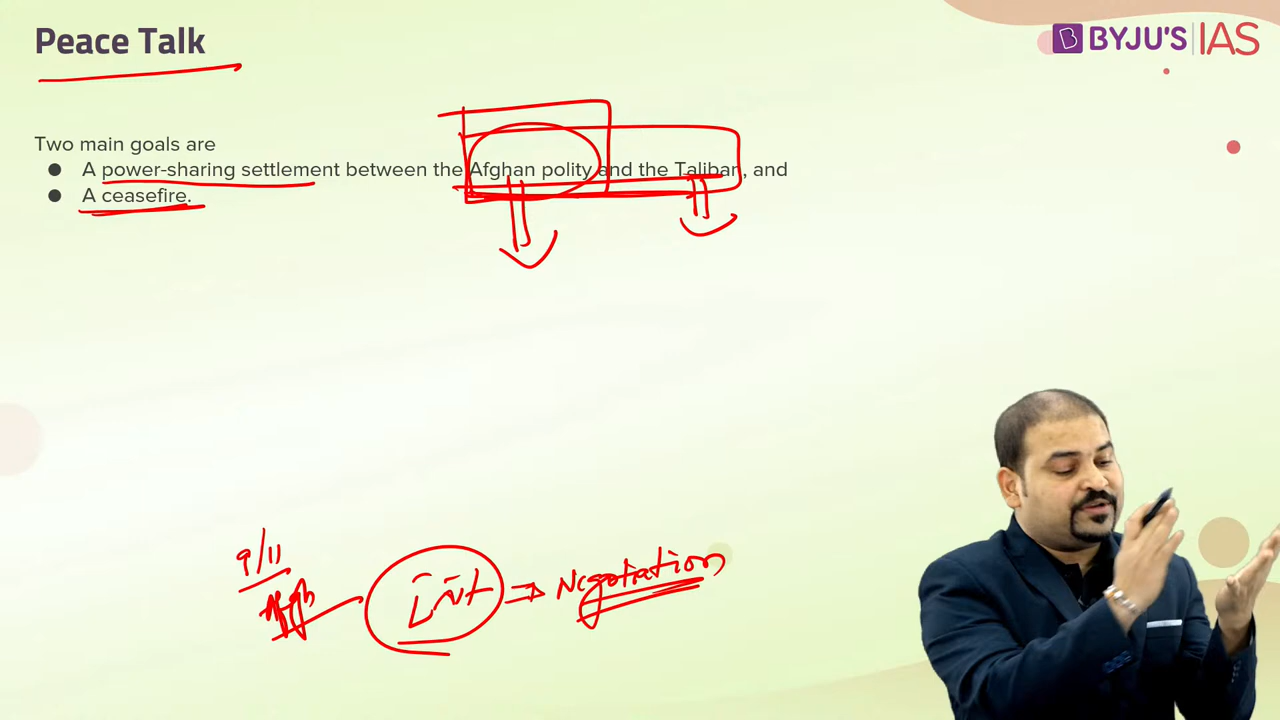 Peace Talk
BYJU'S IAS
Two main goals are
● A power-sharing settlement between the Afghan polity and the Taliban, and
● A ceasefire.
9/11
Negotiation